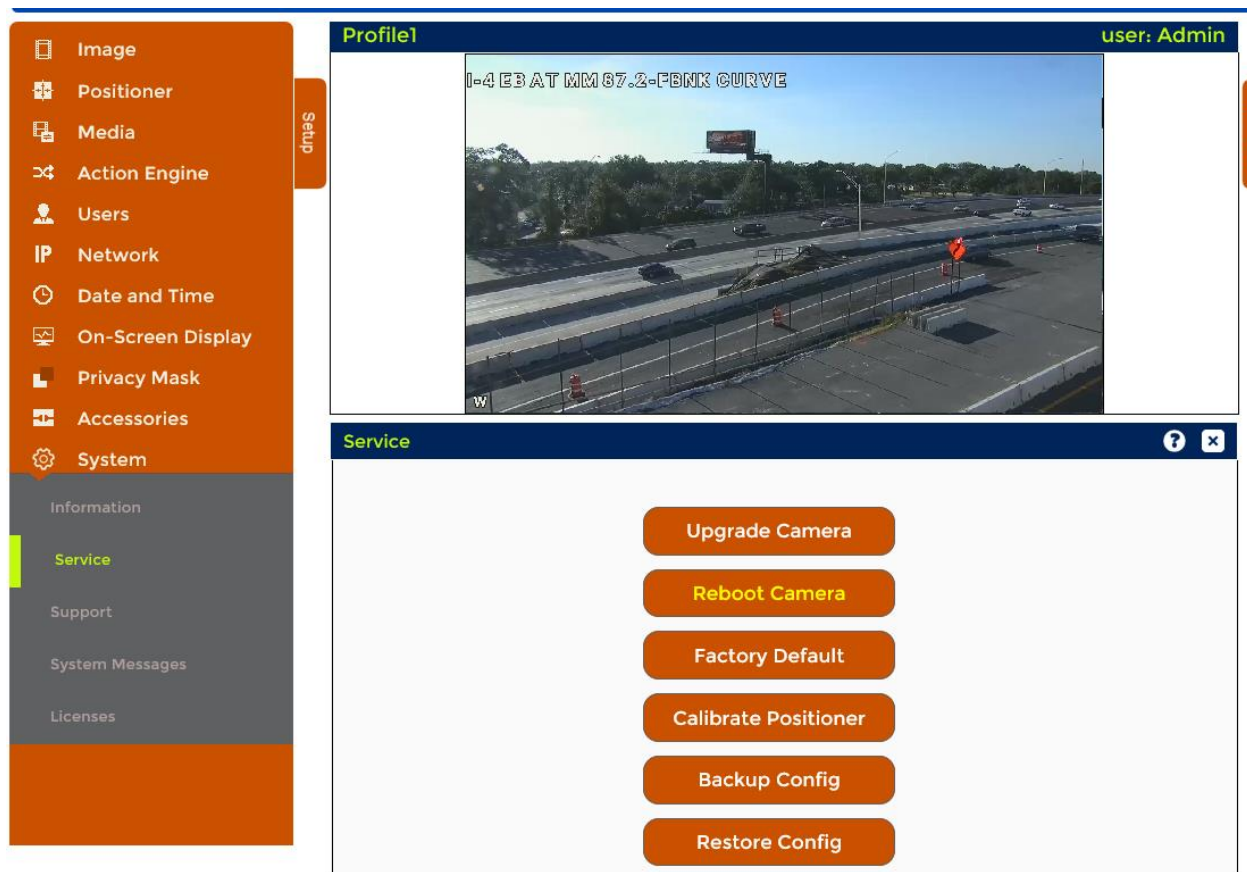 Image
Positioner
Media
Action Engine
Users
IP Network
Date and Time
On-Screen Display
Privacy Mask
Accessories
System
Information
Service
Support
System Messages
Licenses
Setup
Profile1 user: Admin
I-4 EB AT MM 87.2-FBNK CURVE
W
Service ?
Upgrade Camera
Reboot Camera
Factory Default
Calibrate Positioner
Backup Config
Restore Config